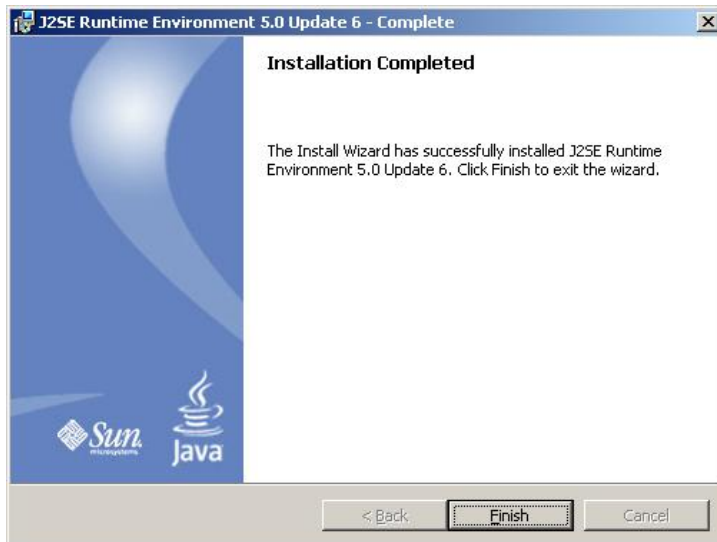 J2SE Runtime Environment 5.0 Update 6 - Complete
Installation Completed
The Install Wizard has successfully installed J2SE Runtime
Environment 5.0 Update 6. Click Finish to exit the wizard.
Sun
microsystems
Java
< Back
Finish
Cancel